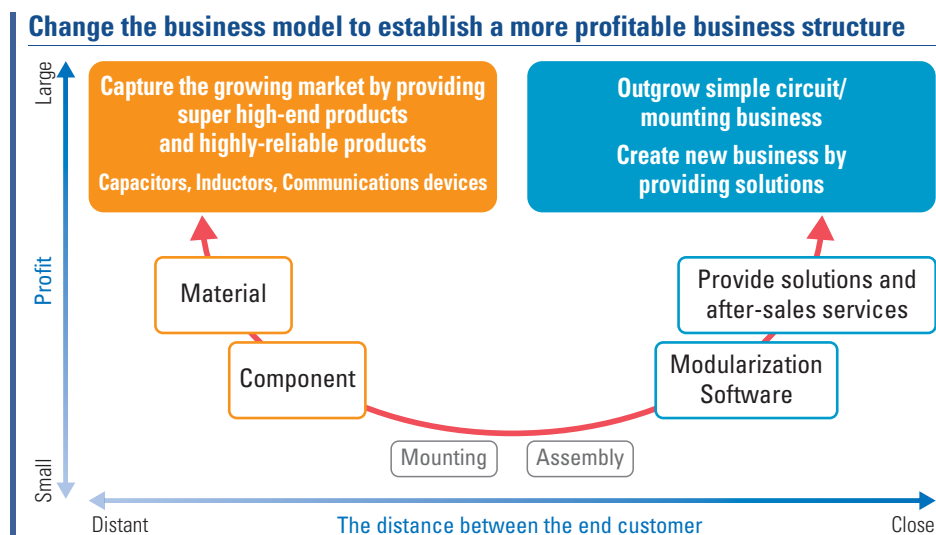 Change the business model to establish a more profitable business structure
Large
Profit
Small
Capture the growing market by providing
super high-end products
and highly-reliable products
Capacitors, Inductors, Communications devices
Outgrow simple circuit/
mounting business
Create new business by
providing solutions
Material
Component
Mounting
Assembly
Provide solutions and
after-sales services
Modularization
Software
Distant
The distance between the end customer
Close